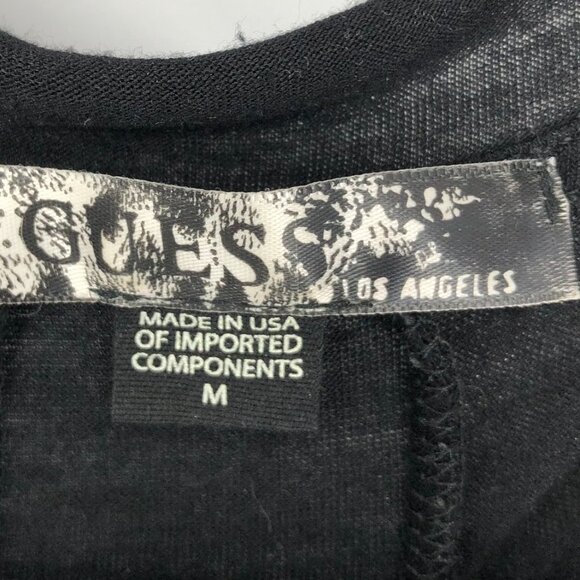 GUESS
LOS ANGELES
MADE IN USA
OF IMPORTED
COMPONENTS
M